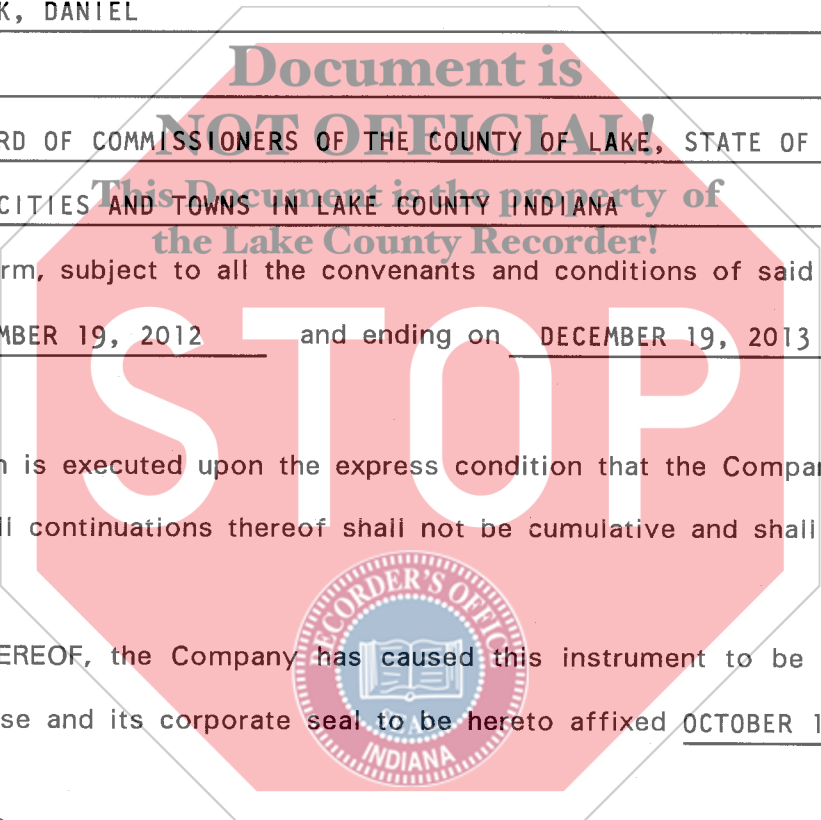 K, DANIEL
Document is
NOT OFFICIAL!
RD OF COMMISSIONERS OF THE COUNTY OF LAKE, STATE OF
This Document is the property of
CITIES AND TOWNS IN LAKE COUNTY INDIANA
the Lake County Recorder!
rm, subject to all the convenants and conditions of said
MBER 19, 2012 and ending on DECEMBER 19, 2013
STOP
n is executed upon the express condition that the Compan
ll continuations thereof shall not be cumulative and shall
RECORDER'S OFFIC
EREOF, the Company has caused this instrument to be
se and its corporate seal to be hereto affixed OCTOBER 1
SEAL
INDIANA